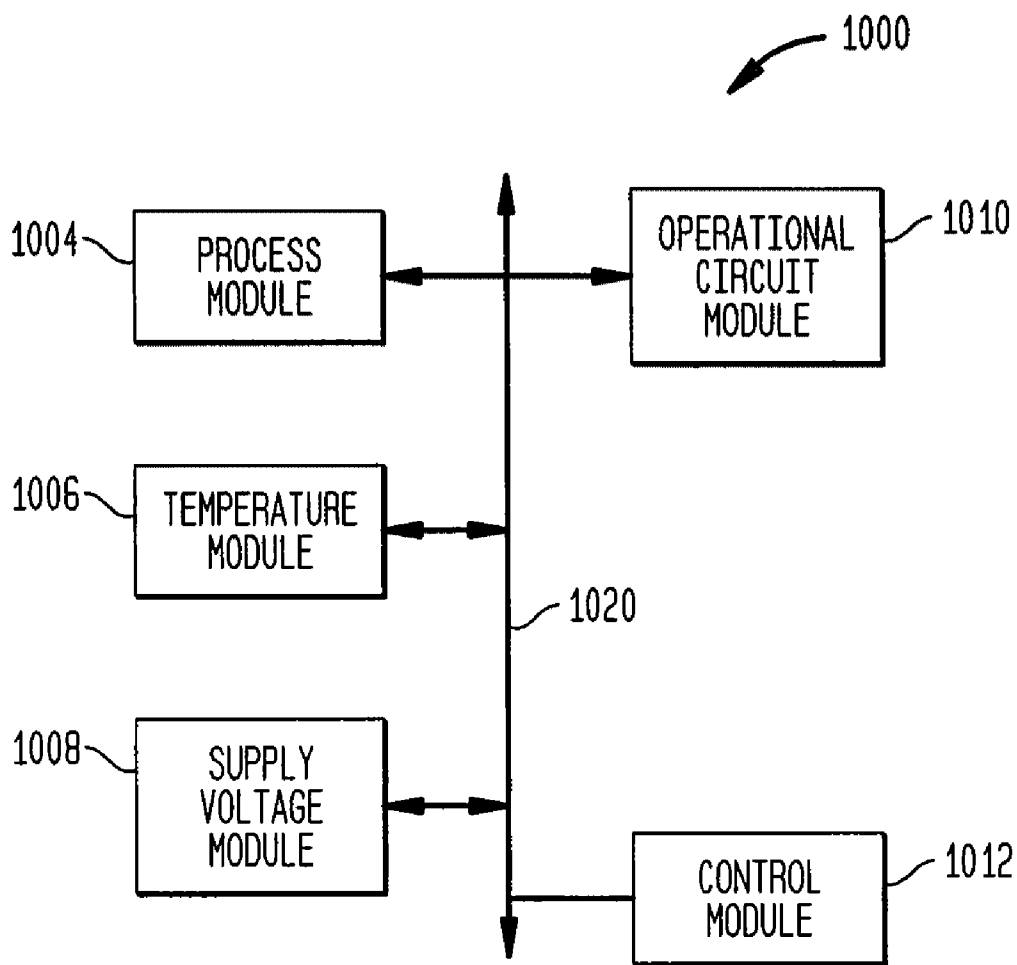 1000
1004
PROCESS
MODULE
OPERATIONAL
CIRCUIT
MODULE
1010
1006
TEMPERATURE
MODULE
1020
1008
SUPPLY
VOLTAGE
MODULE
CONTROL
MODULE
1012